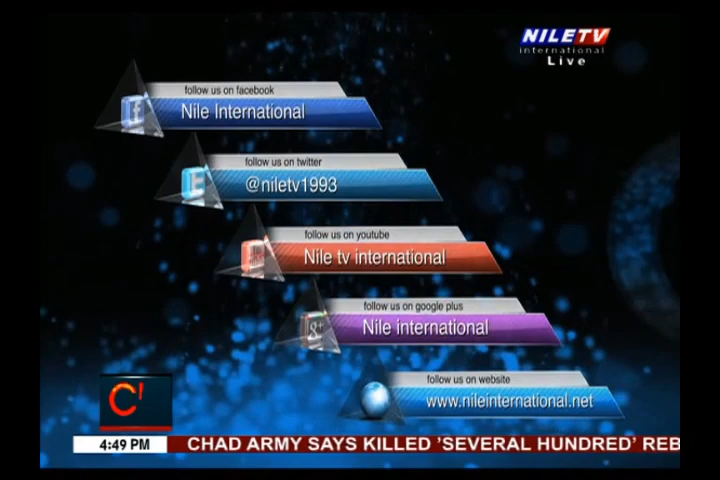 NILETV
international
Live
follow us on facebook
Nile International
follow us on twitter
@niletv1993
follow us on youtube
Nile tv international
follow us on google plus
Nile international
follow us on website
www.nileinternational.net
4:49 PM
CHAD ARMY SAYS KILLED 'SEVERAL HUNDRED' REB